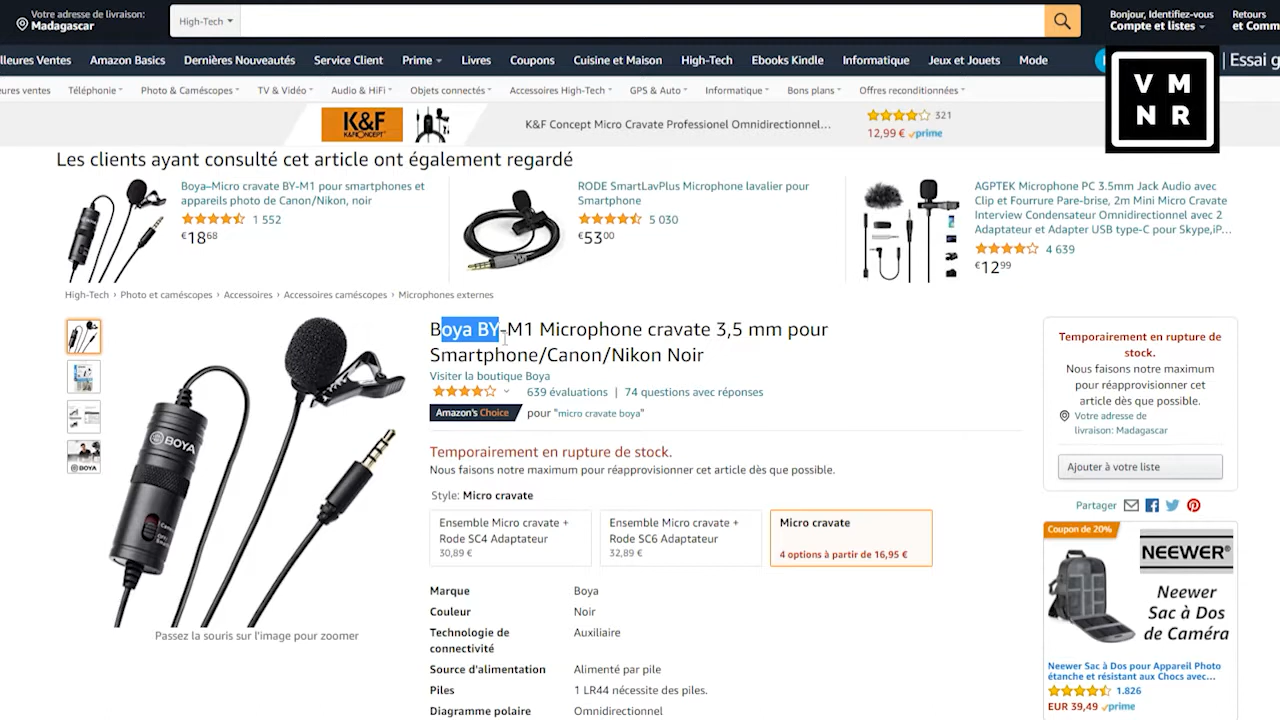 Votre adresse de livraison:
Madagascar
High-Tech
Bonjour, Identifiez-vous
Compte et listes
Retours
et Comm
lleures Ventes Amazon Basics Dernières Nouveautés Service Client Prime Livres Coupons Cuisine et Maison High-Tech Ebooks Kindle Informatique Jeux et Jouets Mode
Essai g
ures ventes Téléphonie Photo & Caméscopes TV & Vidéo Audio & HiFi Objets connectés Accessoires High-Tech GPS & Auto Informatique Bons plans Offres reconditionnées
V M
N R
K&F
K&F CONCEPT
K&F Concept Micro Cravate Professionel Omnidirectionnel...
321
12,99 € prime
Les clients ayant consulté cet article ont également regardé
Boya–Micro cravate BY-M1 pour smartphones et
appareils photo de Canon/Nikon, noir
1 552
€18⁶⁸
RODE SmartLavPlus Microphone lavalier pour
Smartphone
5 030
€53⁰⁰
AGPTEK Microphone PC 3.5mm Jack Audio avec
Clip et Fourrure Pare-brise, 2m Mini Micro Cravate
Interview Condensateur Omnidirectionnel avec 2
Adaptateur et Adapter USB type-C pour Skype,iP...
4 639
€12⁹⁹
High-Tech › Photo et caméscopes › Accessoires › Accessoires caméscopes › Microphones externes
BOYA
BOYA
Passez la souris sur l'image pour zoomer
Boya BY-M1 Microphone cravate 3,5 mm pour
Smartphone/Canon/Nikon Noir
Visiter la boutique Boya
639 évaluations | 74 questions avec réponses
Amazon's Choice pour "micro cravate boya"
Temporairement en rupture de stock.
Nous faisons notre maximum pour réapprovisionner cet article dès que possible.
Style: Micro cravate
Ensemble Micro cravate +
Rode SC4 Adaptateur
30,89 €
Ensemble Micro cravate +
Rode SC6 Adaptateur
32,89 €
Micro cravate
4 options à partir de 16,95 €
Marque Boya
Couleur Noir
Technologie de
connectivité
Auxiliaire
Source d'alimentation Alimenté par pile
Piles 1 LR44 nécessite des piles.
Diagramme polaire Omnidirectionnel
Temporairement en rupture de
stock.
Nous faisons notre maximum
pour réapprovisionner cet
article dès que possible.
Votre adresse de
livraison: Madagascar
Ajouter à votre liste
Partager
Coupon de 20%
NEEWER®
Neewer
Sac à Dos
de Caméra
Neewer Sac à Dos pour Appareil Photo
étanche et résistant aux Chocs avec...
1.826
EUR 39,49 prime